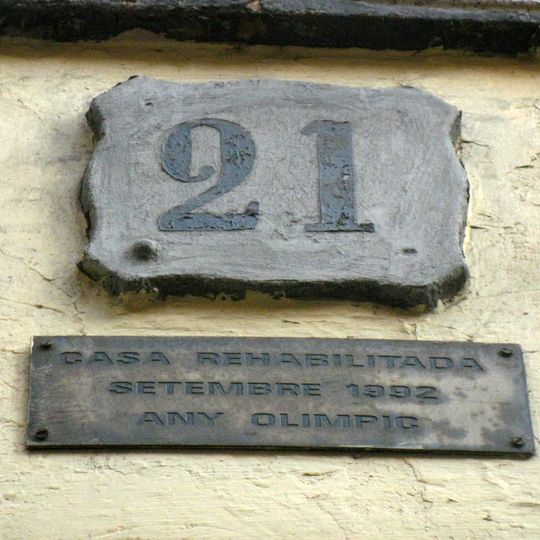 21
CASA REHABILITADA
SETEMBRE 1992
ANY OLIMPIC